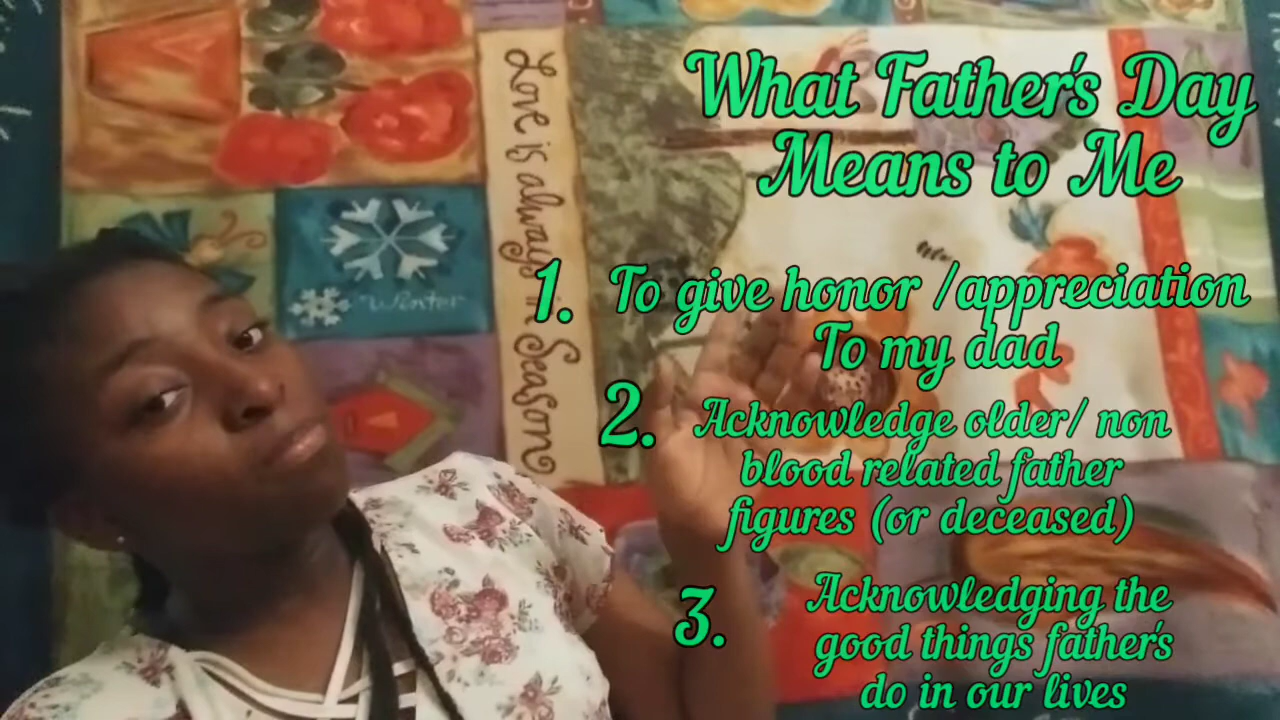 What Father's Day
Means to Me
1. To give honor /appreciation
To my dad
2. Acknowledge older/ non
blood related father
figures (or deceased)
3. Acknowledging the
good things father's
do in our lives
Love is always in Season
Winter